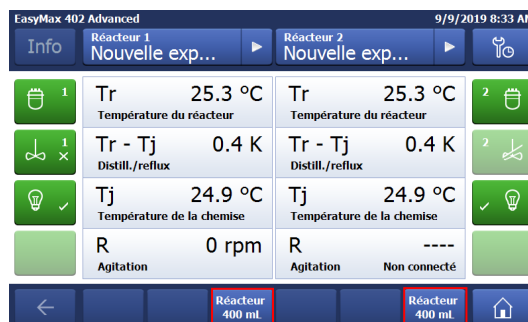 EasyMax 402 Advanced
9/9/2019 8:33 AM
Info
Réacteur 1
Nouvelle exp...
Réacteur 2
Nouvelle exp...
1
Tr 25.3 °C
Température du réacteur
Tr 25.3 °C
Température du réacteur
2
1
Tr - Tj 0.4 K
Distill./reflux
Tr - Tj 0.4 K
Distill./reflux
2
Tj 24.9 °C
Température de la chemise
Tj 24.9 °C
Température de la chemise
R 0 rpm
Agitation
R ----
Agitation Non connecté
Réacteur
400 mL
Réacteur
400 mL